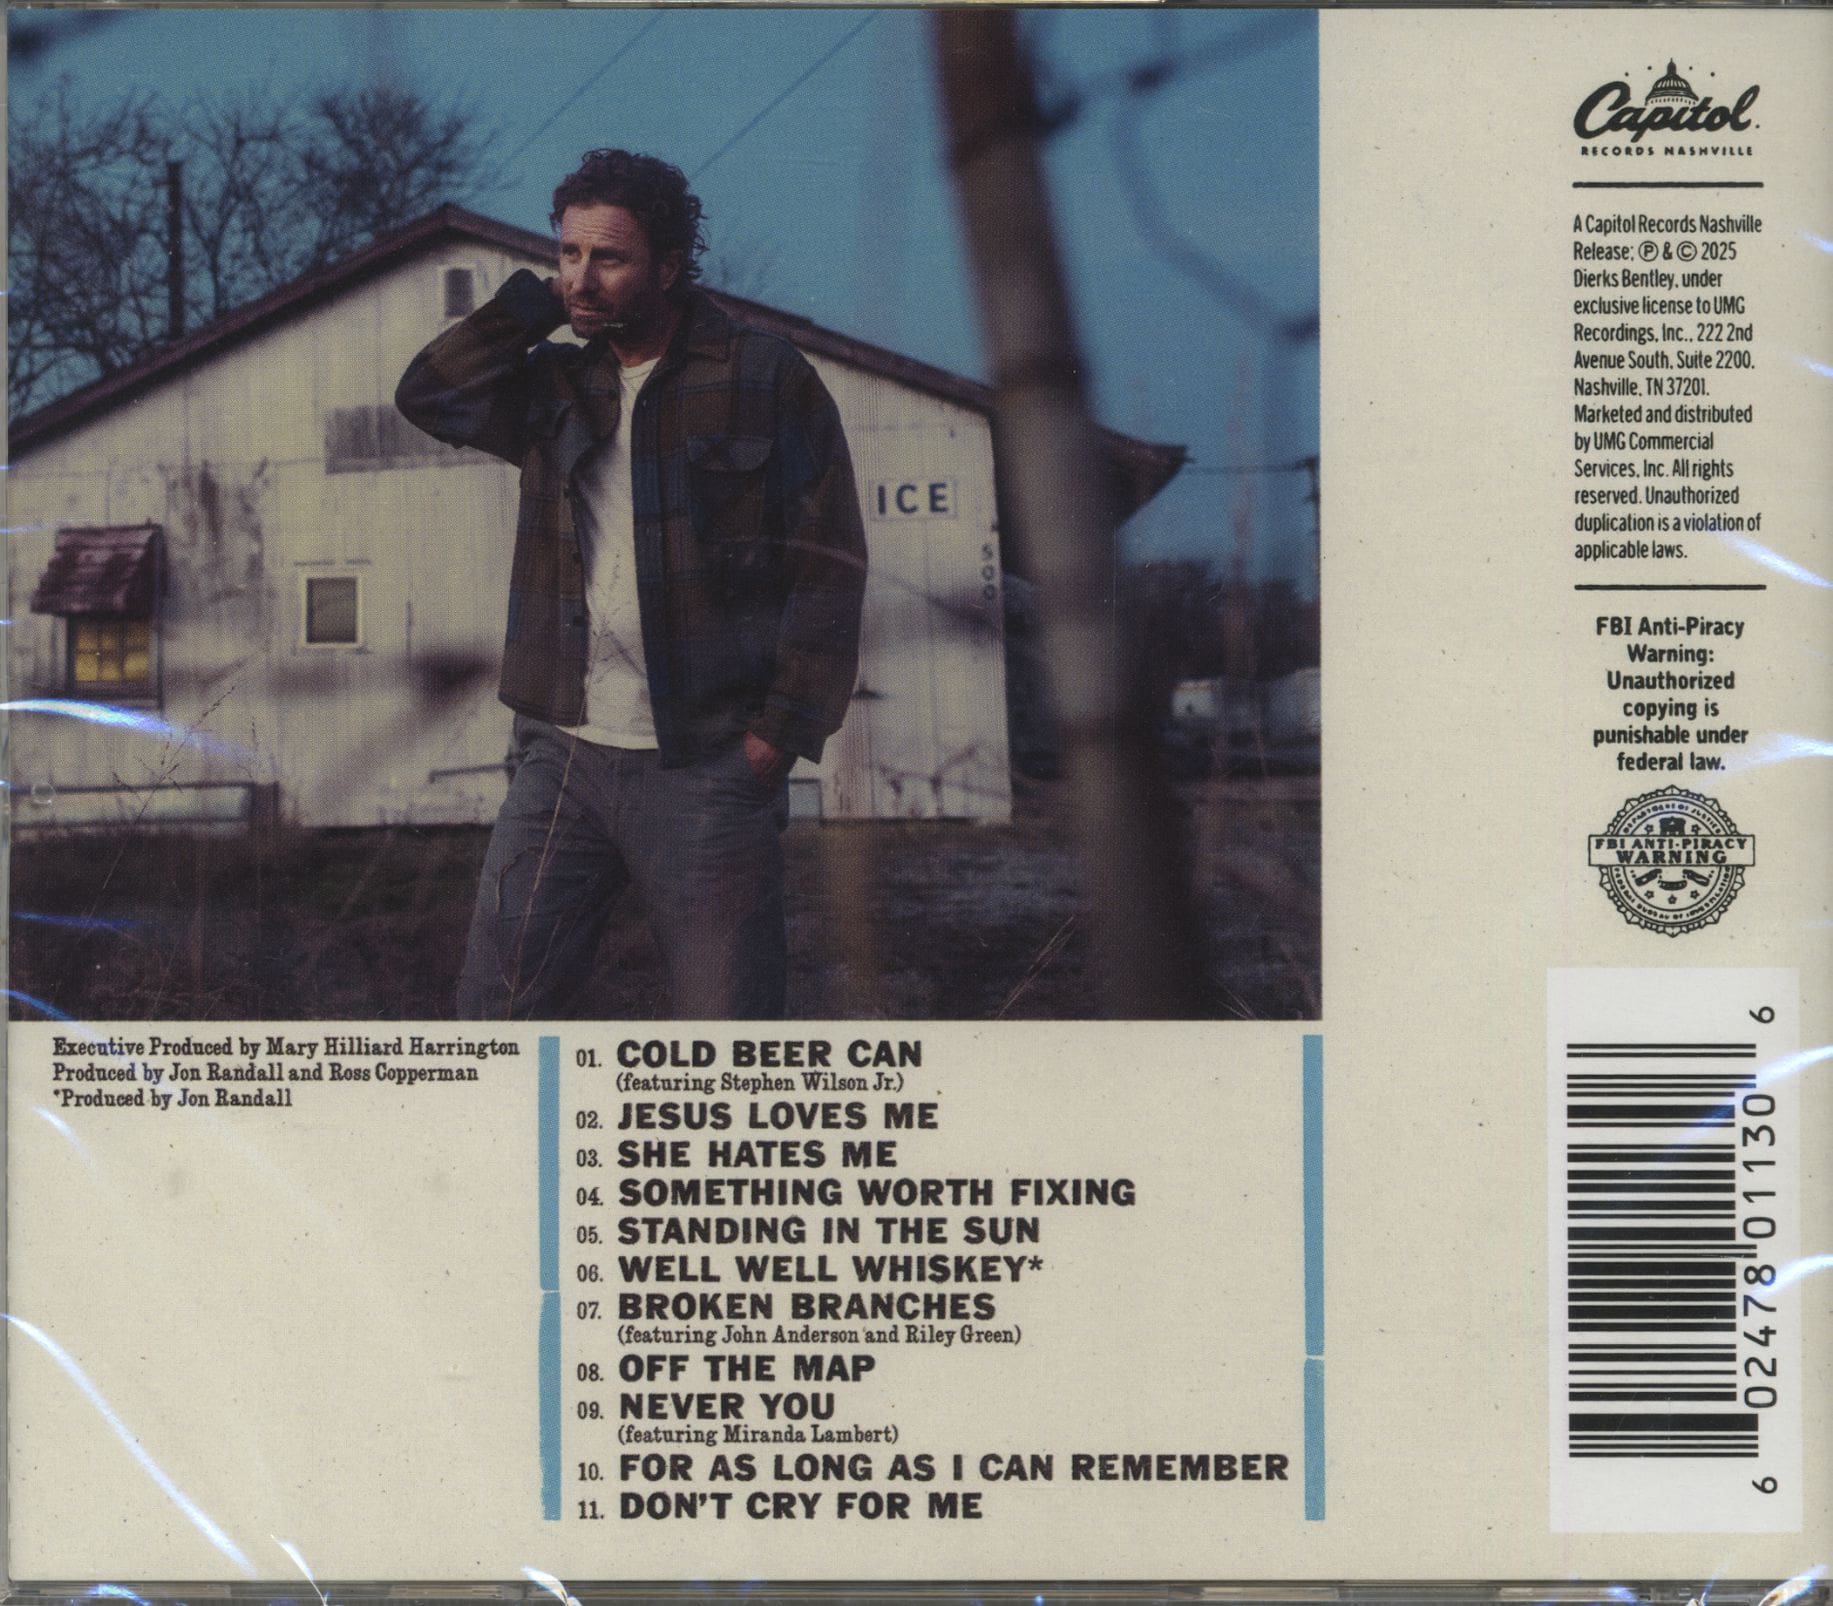 ICE
Capitol.
RECORDS NASHVILLE
A Capitol Records Nashville
Release; Ⓟ & © 2025
Dierks Bentley, under
exclusive license to UMG
Recordings, Inc., 222 2nd
Avenue South, Suite 2200,
Nashville, TN 37201.
Marketed and distributed
by UMG Commercial
Services, Inc. All rights
reserved. Unauthorized
duplication is a violation of
applicable laws.
FBI Anti-Piracy
Warning:
Unauthorized
copying is
punishable under
federal law.
DEPARTMENT OF JUSTICE
FBI ANTI-PIRACY
WARNING
FEDERAL BUREAU OF INVESTIGATION
Executive Produced by Mary Hilliard Harrington
Produced by Jon Randall and Ross Copperman
*Produced by Jon Randall
01. COLD BEER CAN
(featuring Stephen Wilson Jr.)
02. JESUS LOVES ME
03. SHE HATES ME
04. SOMETHING WORTH FIXING
05. STANDING IN THE SUN
06. WELL WELL WHISKEY*
07. BROKEN BRANCHES
(featuring John Anderson and Riley Green)
08. OFF THE MAP
09. NEVER YOU
(featuring Miranda Lambert)
10. FOR AS LONG AS I CAN REMEMBER
11. DON'T CRY FOR ME
6 02478 01130 6